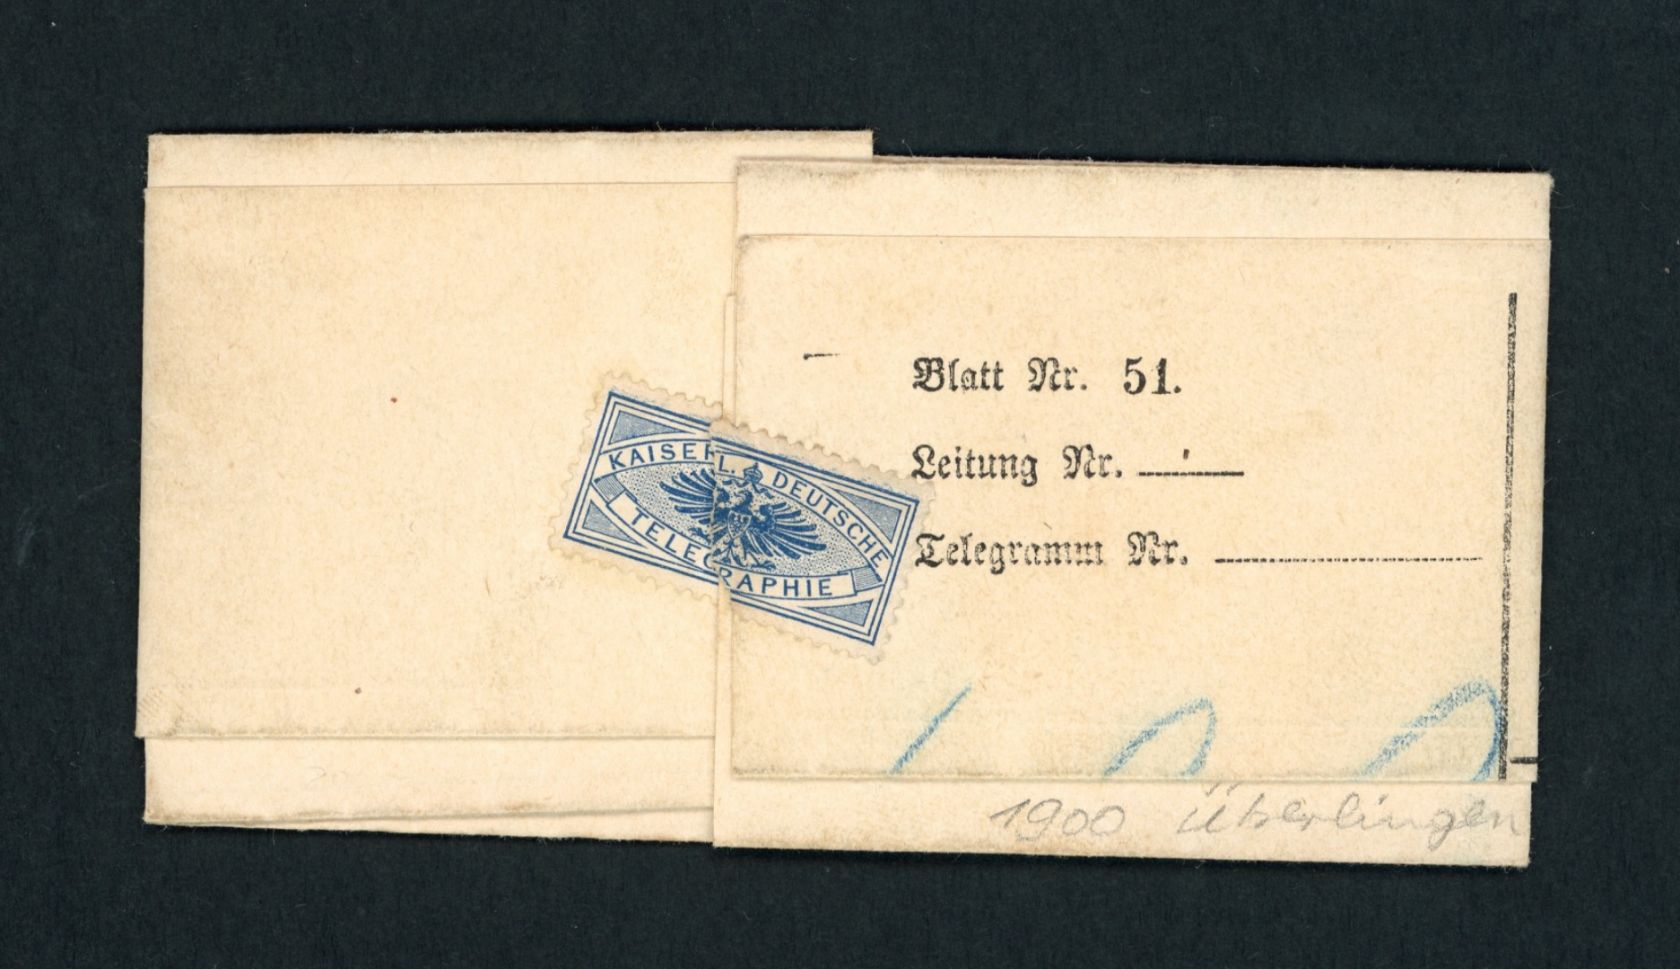 Blatt Nr. 51.
KAISERL. DEUTSCHE
TELEGRAPHIE
Leitung Nr.
Telegramm Nr.
1900 Überlingen